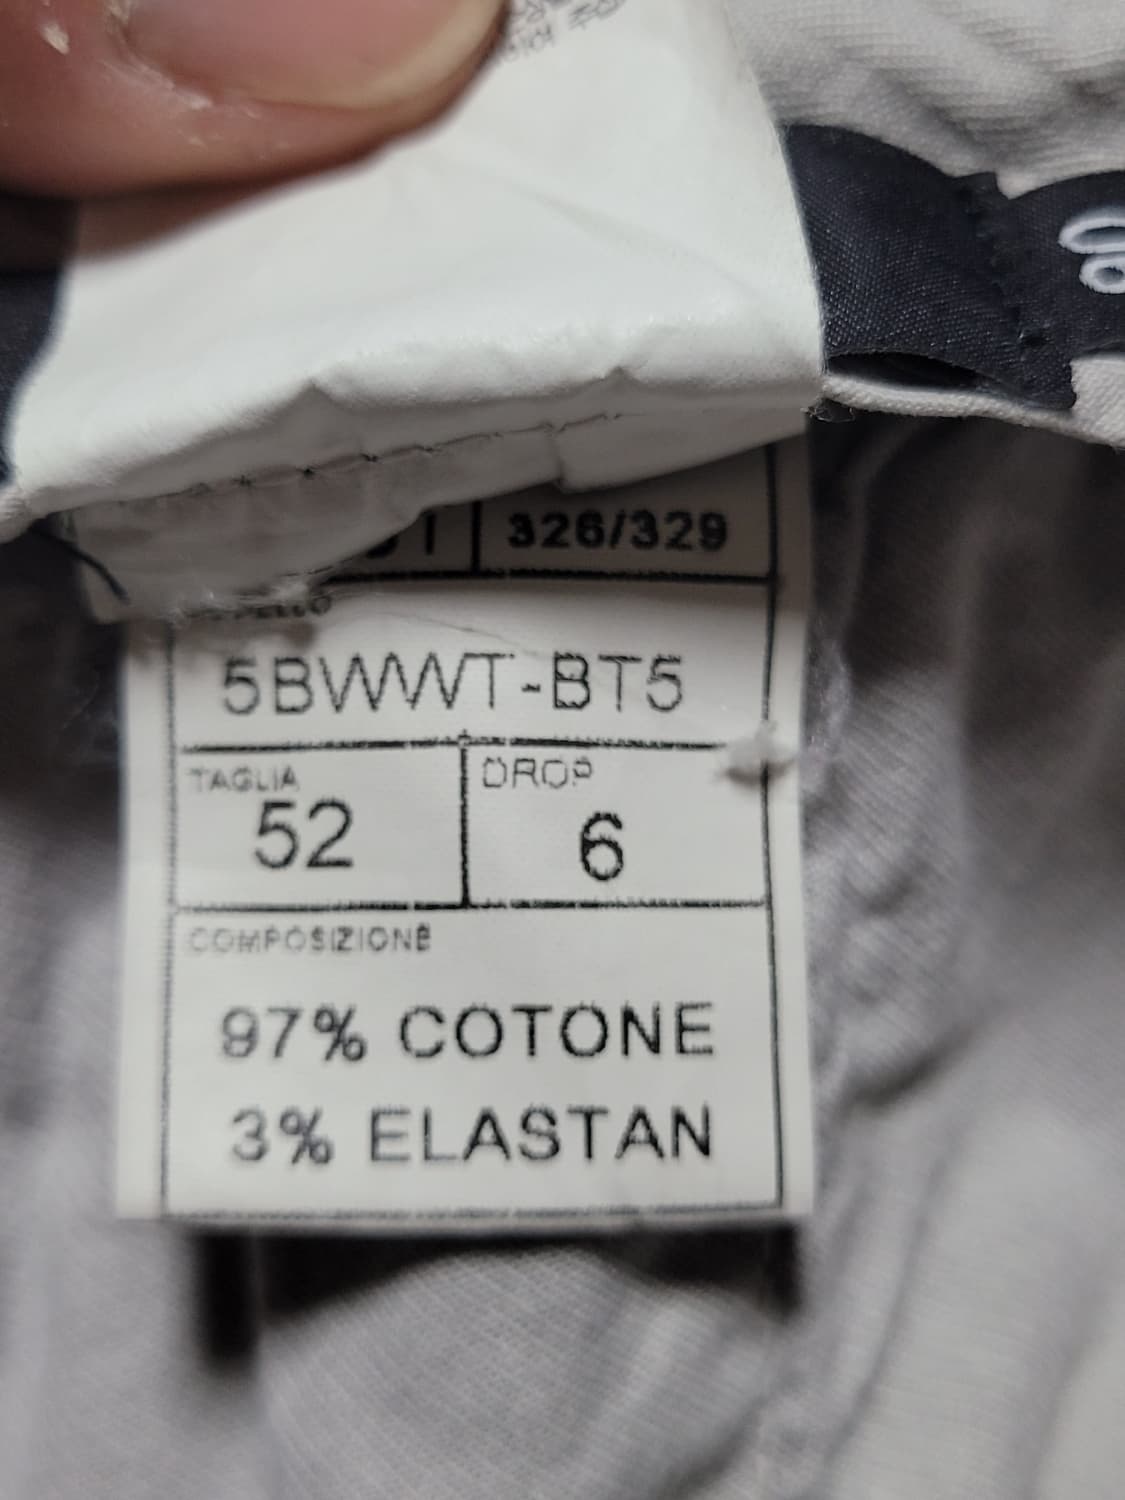 326/329
5BWWT-BT5
TAGLIA
DROP
52
6
COMPOSIZIONE
97% COTONE
3% ELASTAN